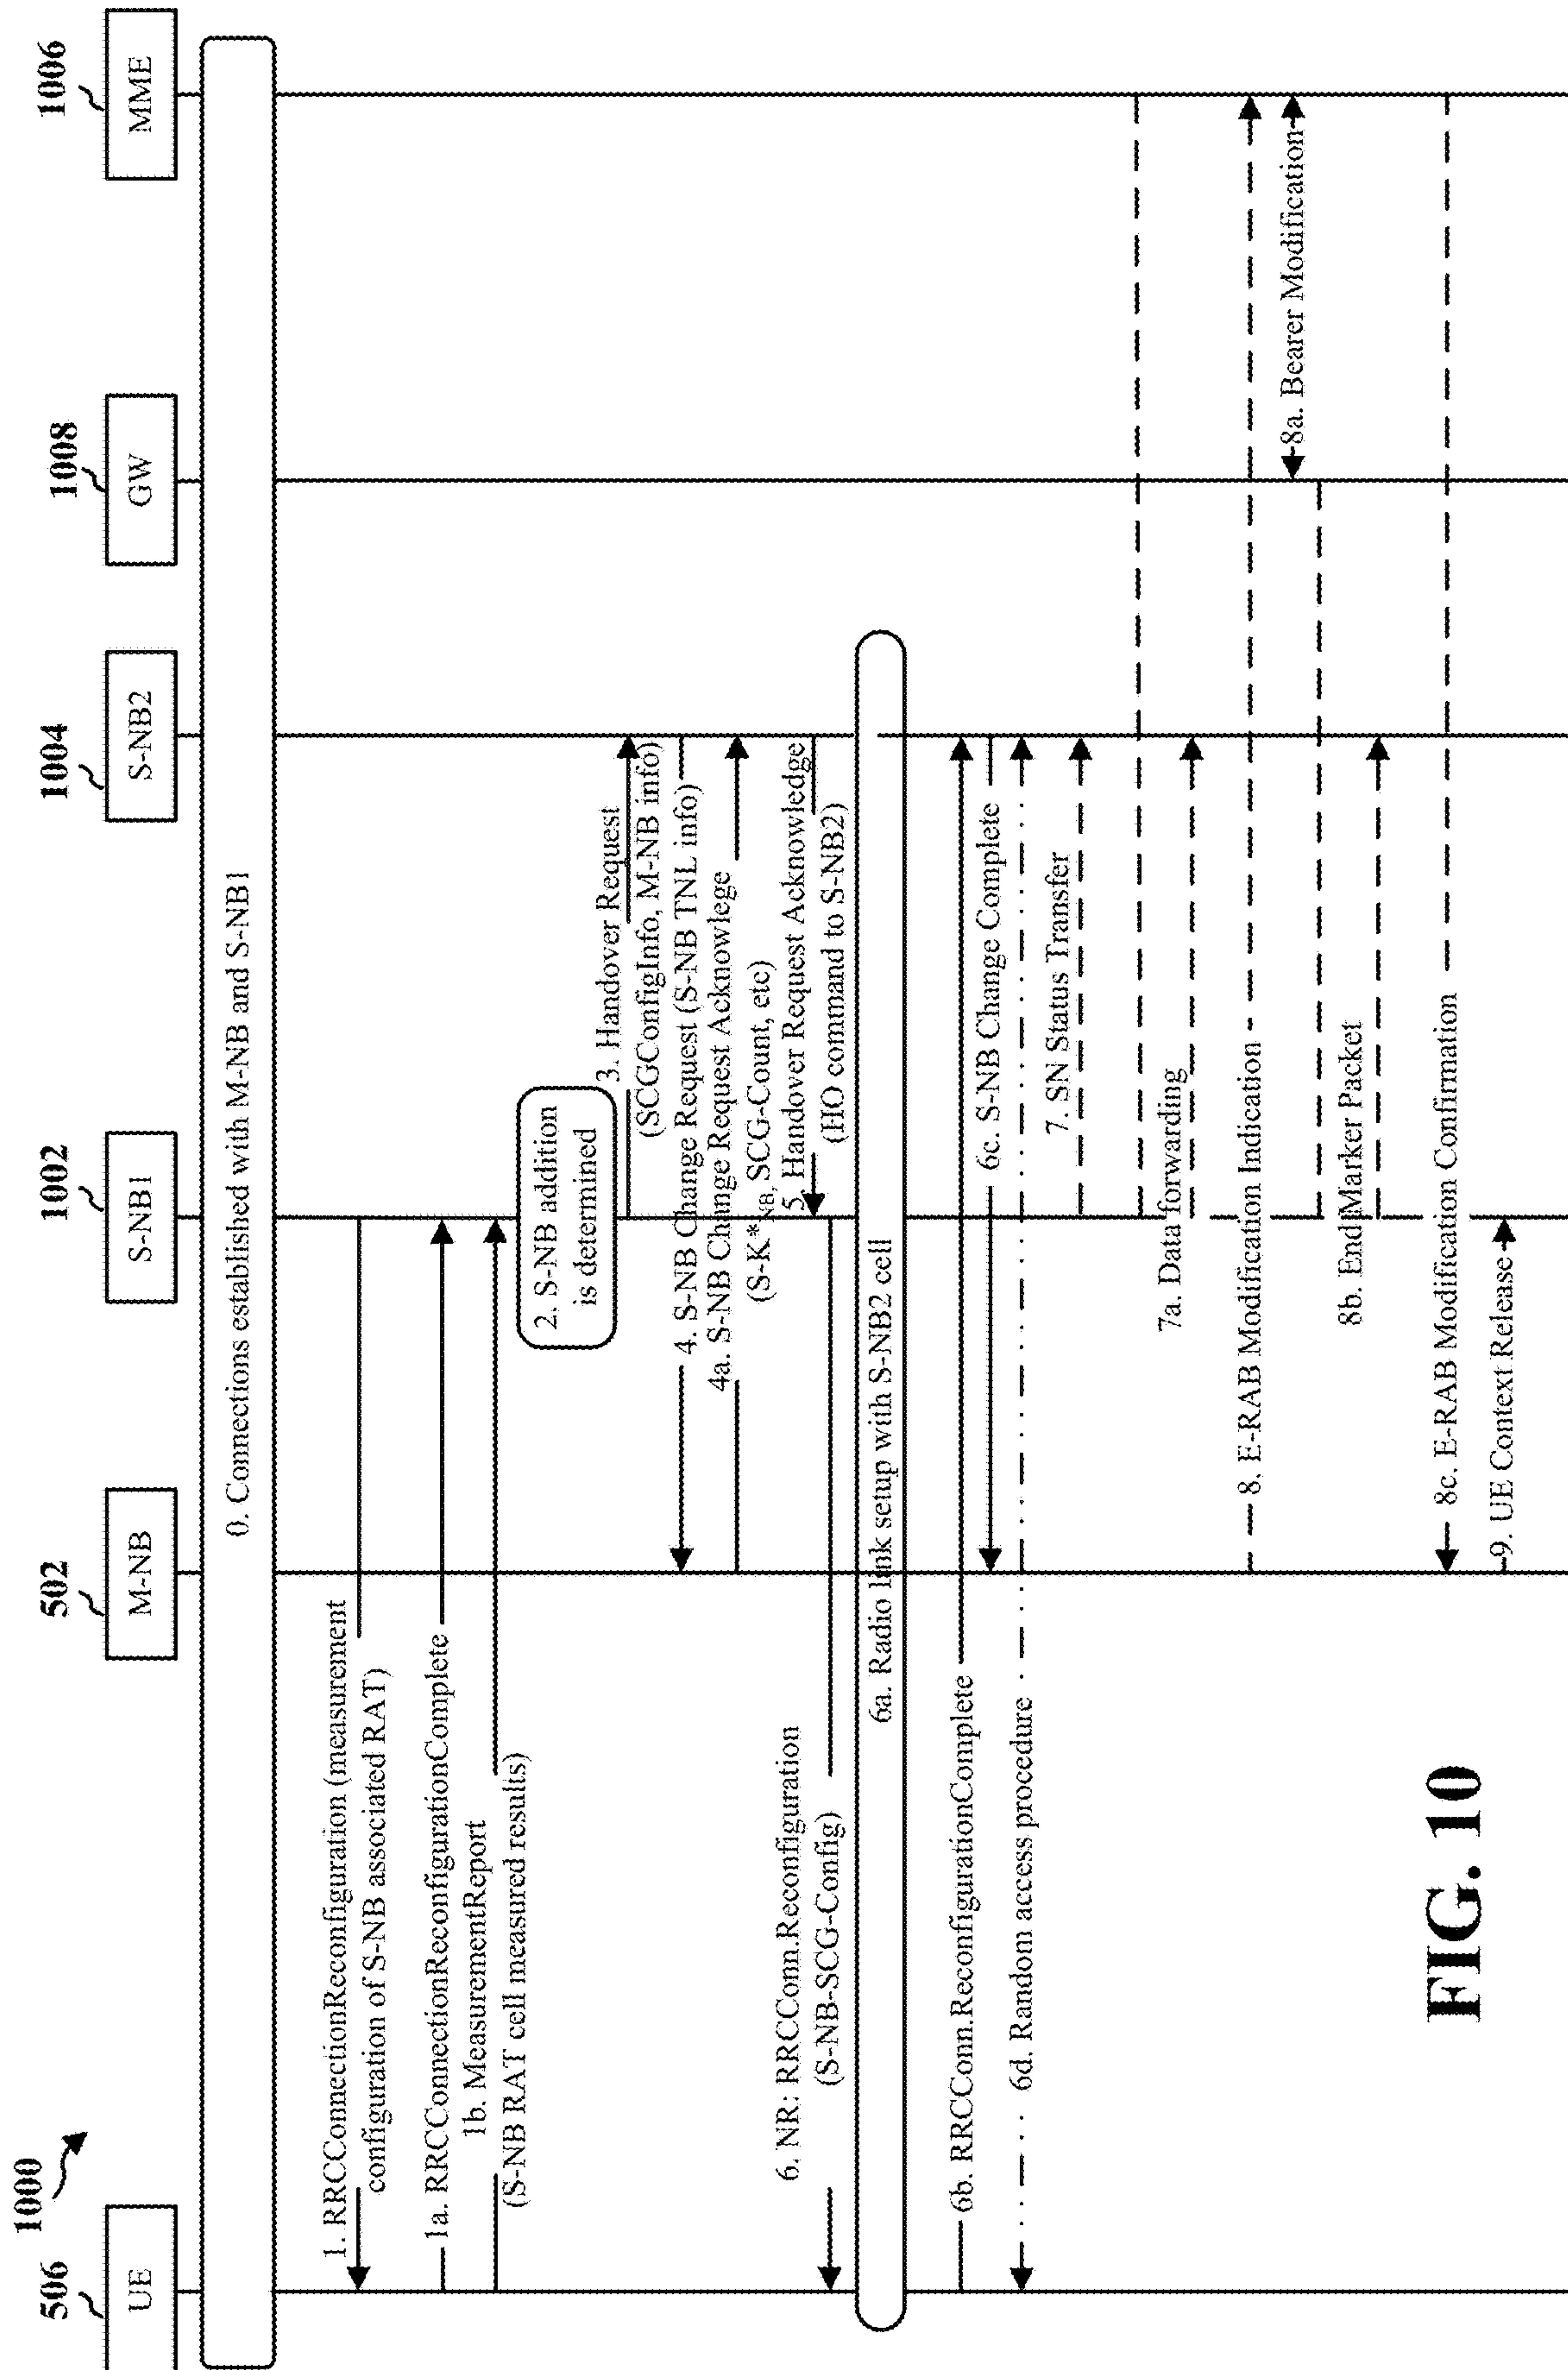 1000
506
502
1002
1004
1008
1006
UE
M-NB
S-NB1
S-NB2
GW
MME
0. Connections established with M-NB and S-NB1
1. RRCConnectionReconfiguration (measurement
configuration of S-NB associated RAT)
1a. RRCConnectionReconfigurationComplete
1b. MeasurementReport
(S-NB RAT cell measured results)
2. S-NB addition
is determined
3. Handover Request
(SCGConfigInfo, M-NB info)
4. S-NB Change Request (S-NB TNL info)
4a. S-NB Change Request Acknowlege
(S-K*NB, SCG-Count, etc)
5. Handover Request Acknowledge
(HO command to S-NB2)
6. NR: RRCConn.Reconfiguration
(S-NB-SCG-Config)
6a. Radio link setup with S-NB2 cell
6b. RRCConn.ReconfigurationComplete
6c. S-NB Change Complete
6d. Random access procedure
7. SN Status Transfer
7a. Data forwarding
8. E-RAB Modification Indication
8a. Bearer Modification
8b. End Marker Packet
8c. E-RAB Modification Confirmation
9. UE Context Release
FIG. 10